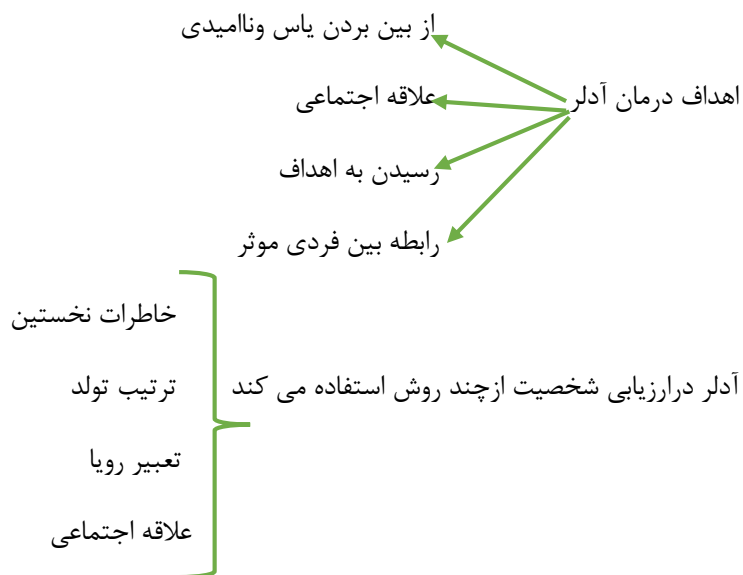 از بین بردن یاس وناامیدی
اهداف درمان آدلر
علاقه اجتماعی
رسیدن به اهداف
رابطه بین فردی موثر
خاطرات نخستین
آدلر درارزیابی شخصیت ازچند روش استفاده می کند
ترتیب تولد
تعبیر رویا
علاقه اجتماعی